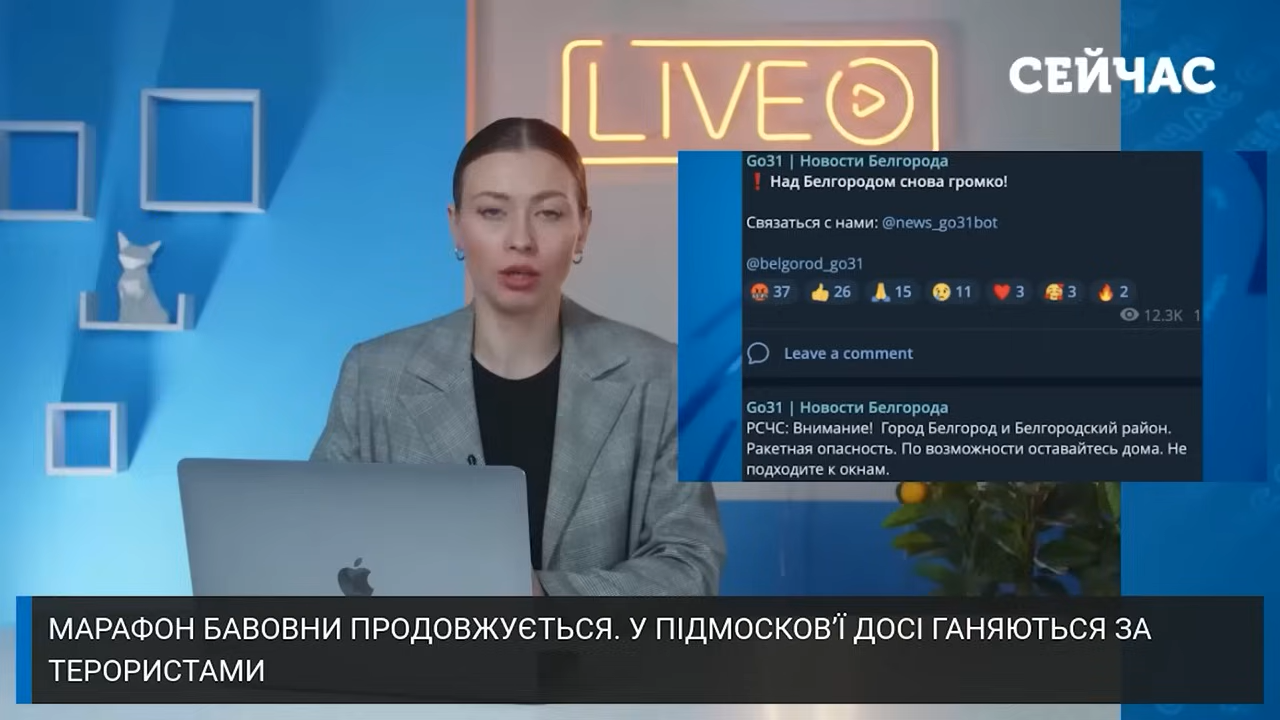 LIVE
СЕЙЧАС
Go31 | Новости Белгорода
❗ Над Белгородом снова громко!
Связаться с нами: @news_go31bot
@belgorod_go31
😡 37 👍 26 🙏 15 😢 11 ❤️ 3 🥰 3 🔥 2
12.3K 1
Leave a comment
Go31 | Новости Белгорода
РСЧС: Внимание! Город Белгород и Белгородский район.
Ракетная опасность. По возможности оставайтесь дома. Не
подходите к окнам.
МАРАФОН БАВОВНИ ПРОДОВЖУЄТЬСЯ. У ПІДМОСКОВ’Ї ДОСІ ГАНЯЮТЬСЯ ЗА
ТЕРОРИСТАМИ